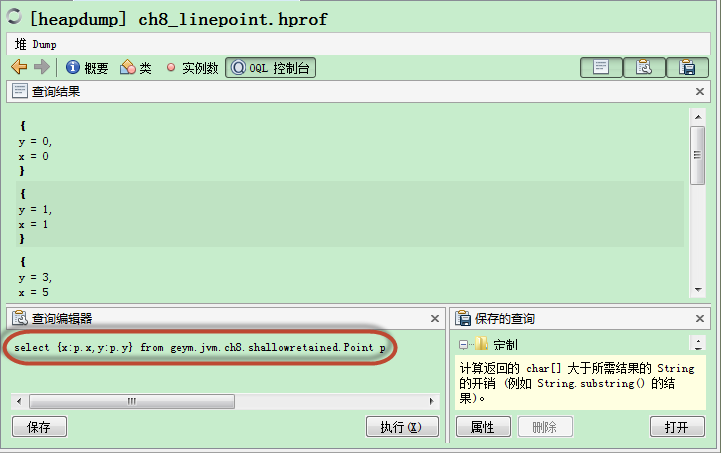 [heapdump] ch8_linepoint.hprof
堆 Dump
概要 类 实例数 OQL 控制台
查询结果
{
y = 0,
x = 0
}
{
y = 1,
x = 1
}
{
y = 3,
x = 5
查询编辑器
select {x:p.x,y:p.y} from geym.jvm.ch8.shallowretained.Point p
保存 执行(X)
保存的查询
定制
计算返回的 char[] 大于所需结果的 String
的开销 (例如 String.substring() 的结
果)。
属性 删除 打开